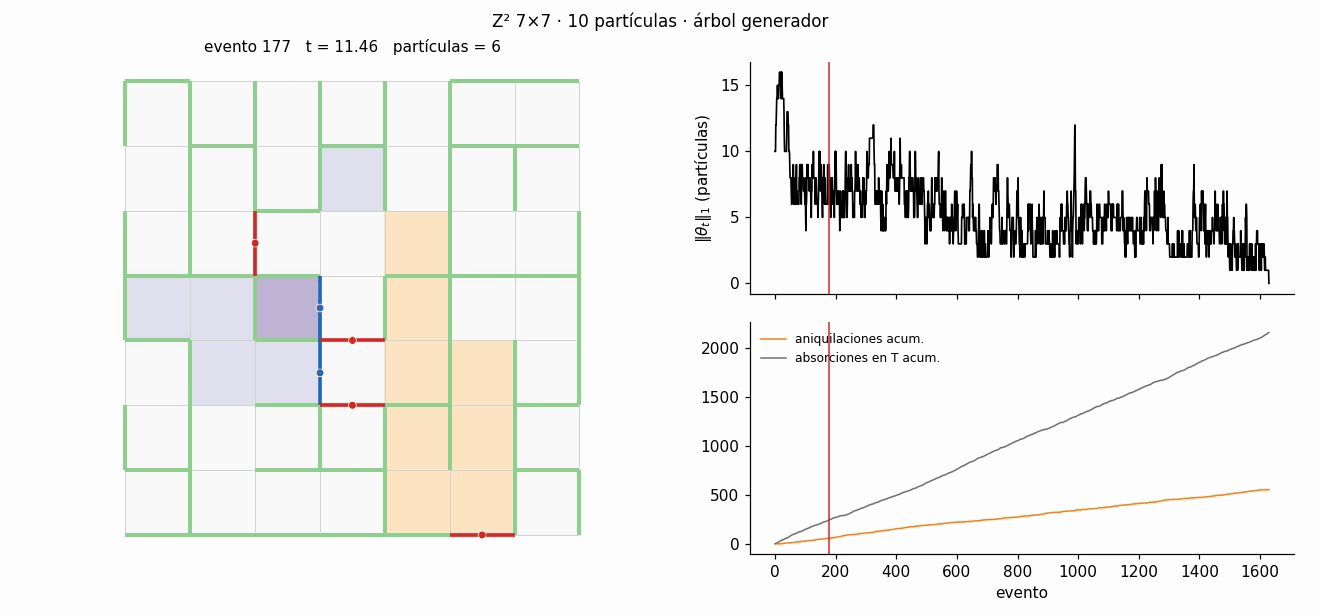 Z² 7×7 · 10 partículas · árbol generador
evento 177 t = 11.46 partículas = 6
‖θₜ‖₁ (partículas)
15
10
5
0
aniquilaciones acum.
absorciones en T acum.
2000
1500
1000
500
0
0 200 400 600 800 1000 1200 1400 1600
evento